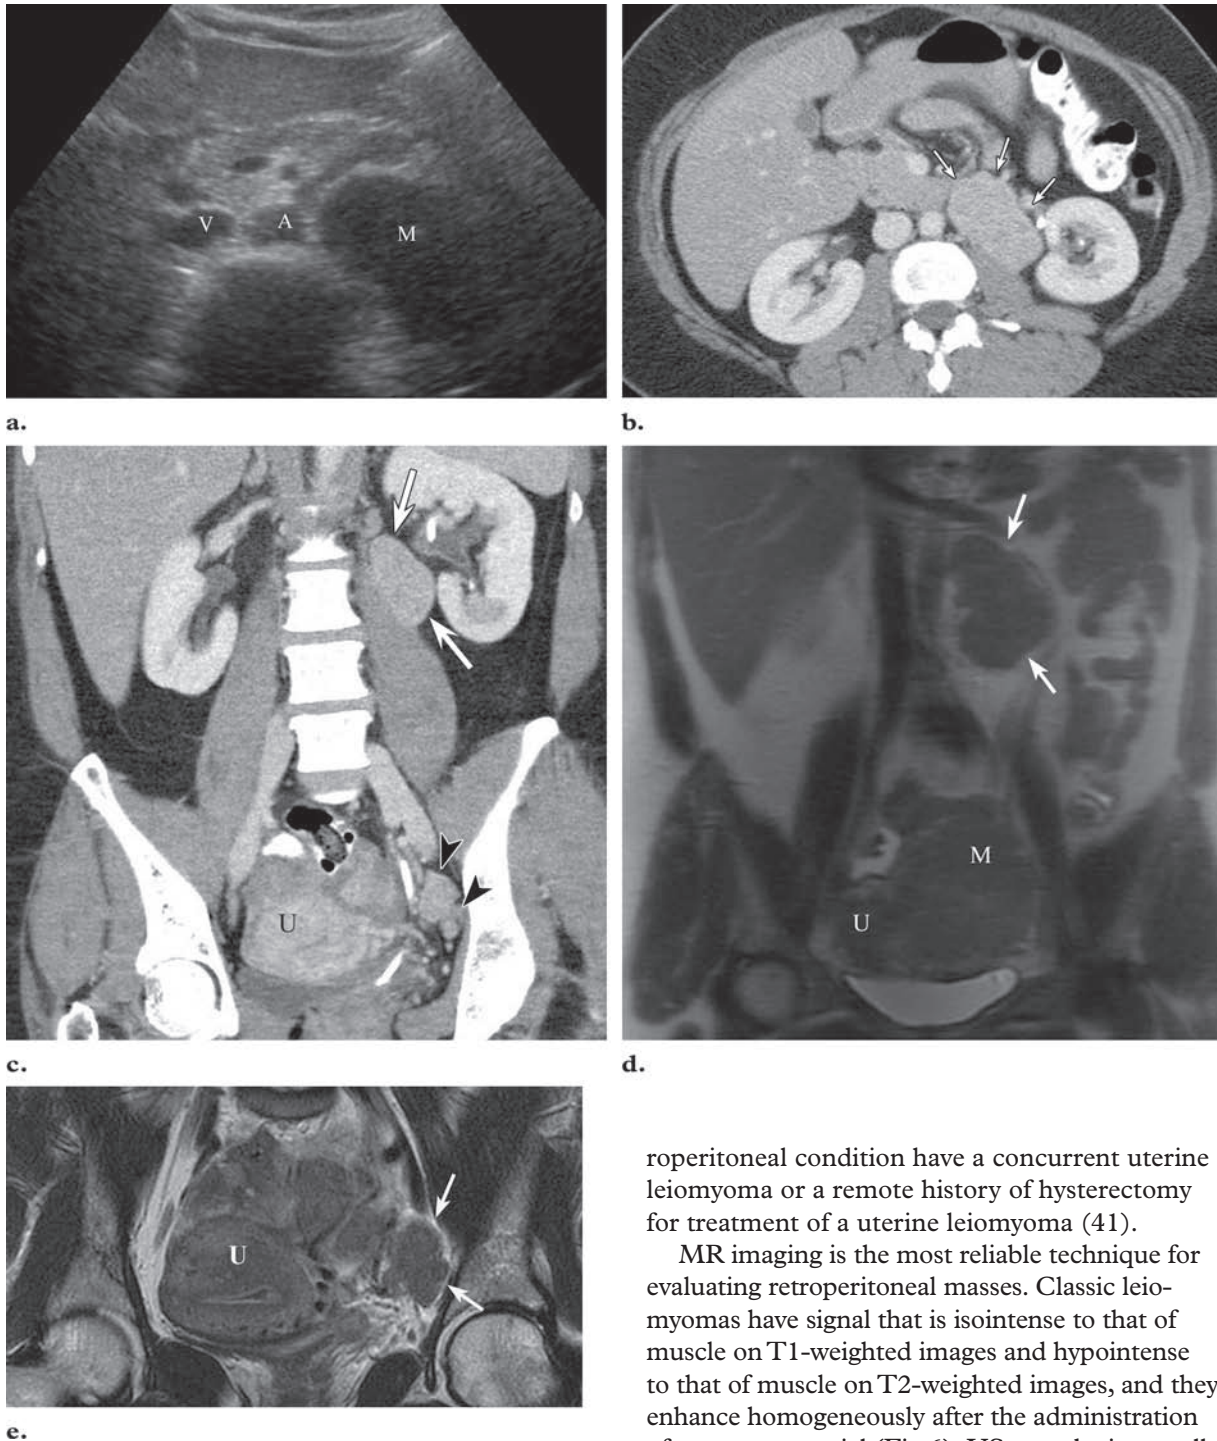 V
A
M
a.
b.
U
c.
M
U
d.
U
e.
roperitoneal condition have a concurrent uterine
leiomyoma or a remote history of hysterectomy
for treatment of a uterine leiomyoma (41).
MR imaging is the most reliable technique for
evaluating retroperitoneal masses. Classic leio-
myomas have signal that is isointense to that of
muscle on T1-weighted images and hypointense
to that of muscle on T2-weighted images, and they
enhance homogeneously after the administration